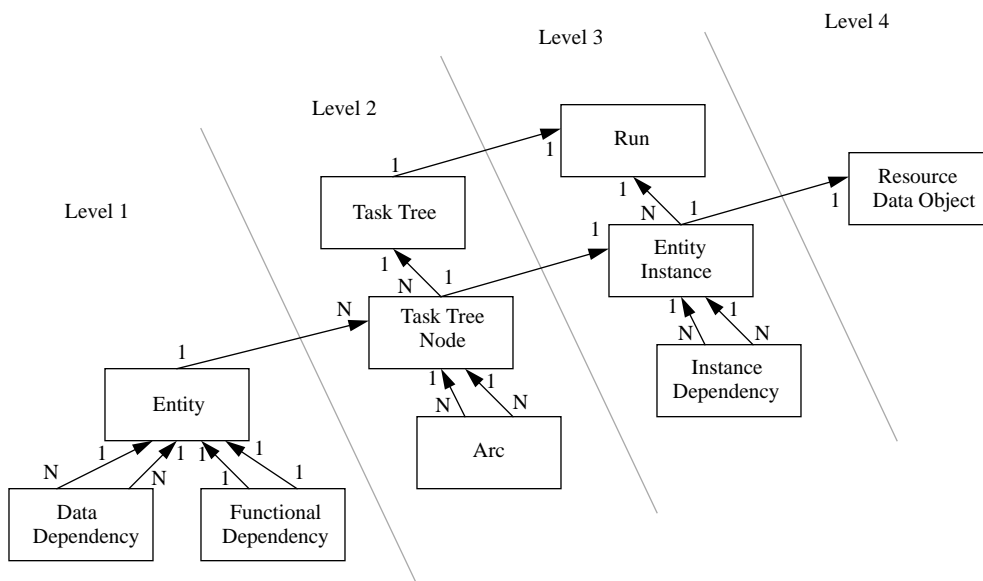 Level 4
Level 3
Level 2
Run
1
1
Resource
Data Object
Level 1
Task Tree
1
N
1
1
1
Entity
Instance
1
N
1
N
Task Tree
Node
1
1
N
N
1
Instance
Dependency
Entity
1
1
N
N
Arc
1
1
1
1
N
N
1
1
Data
Dependency
Functional
Dependency